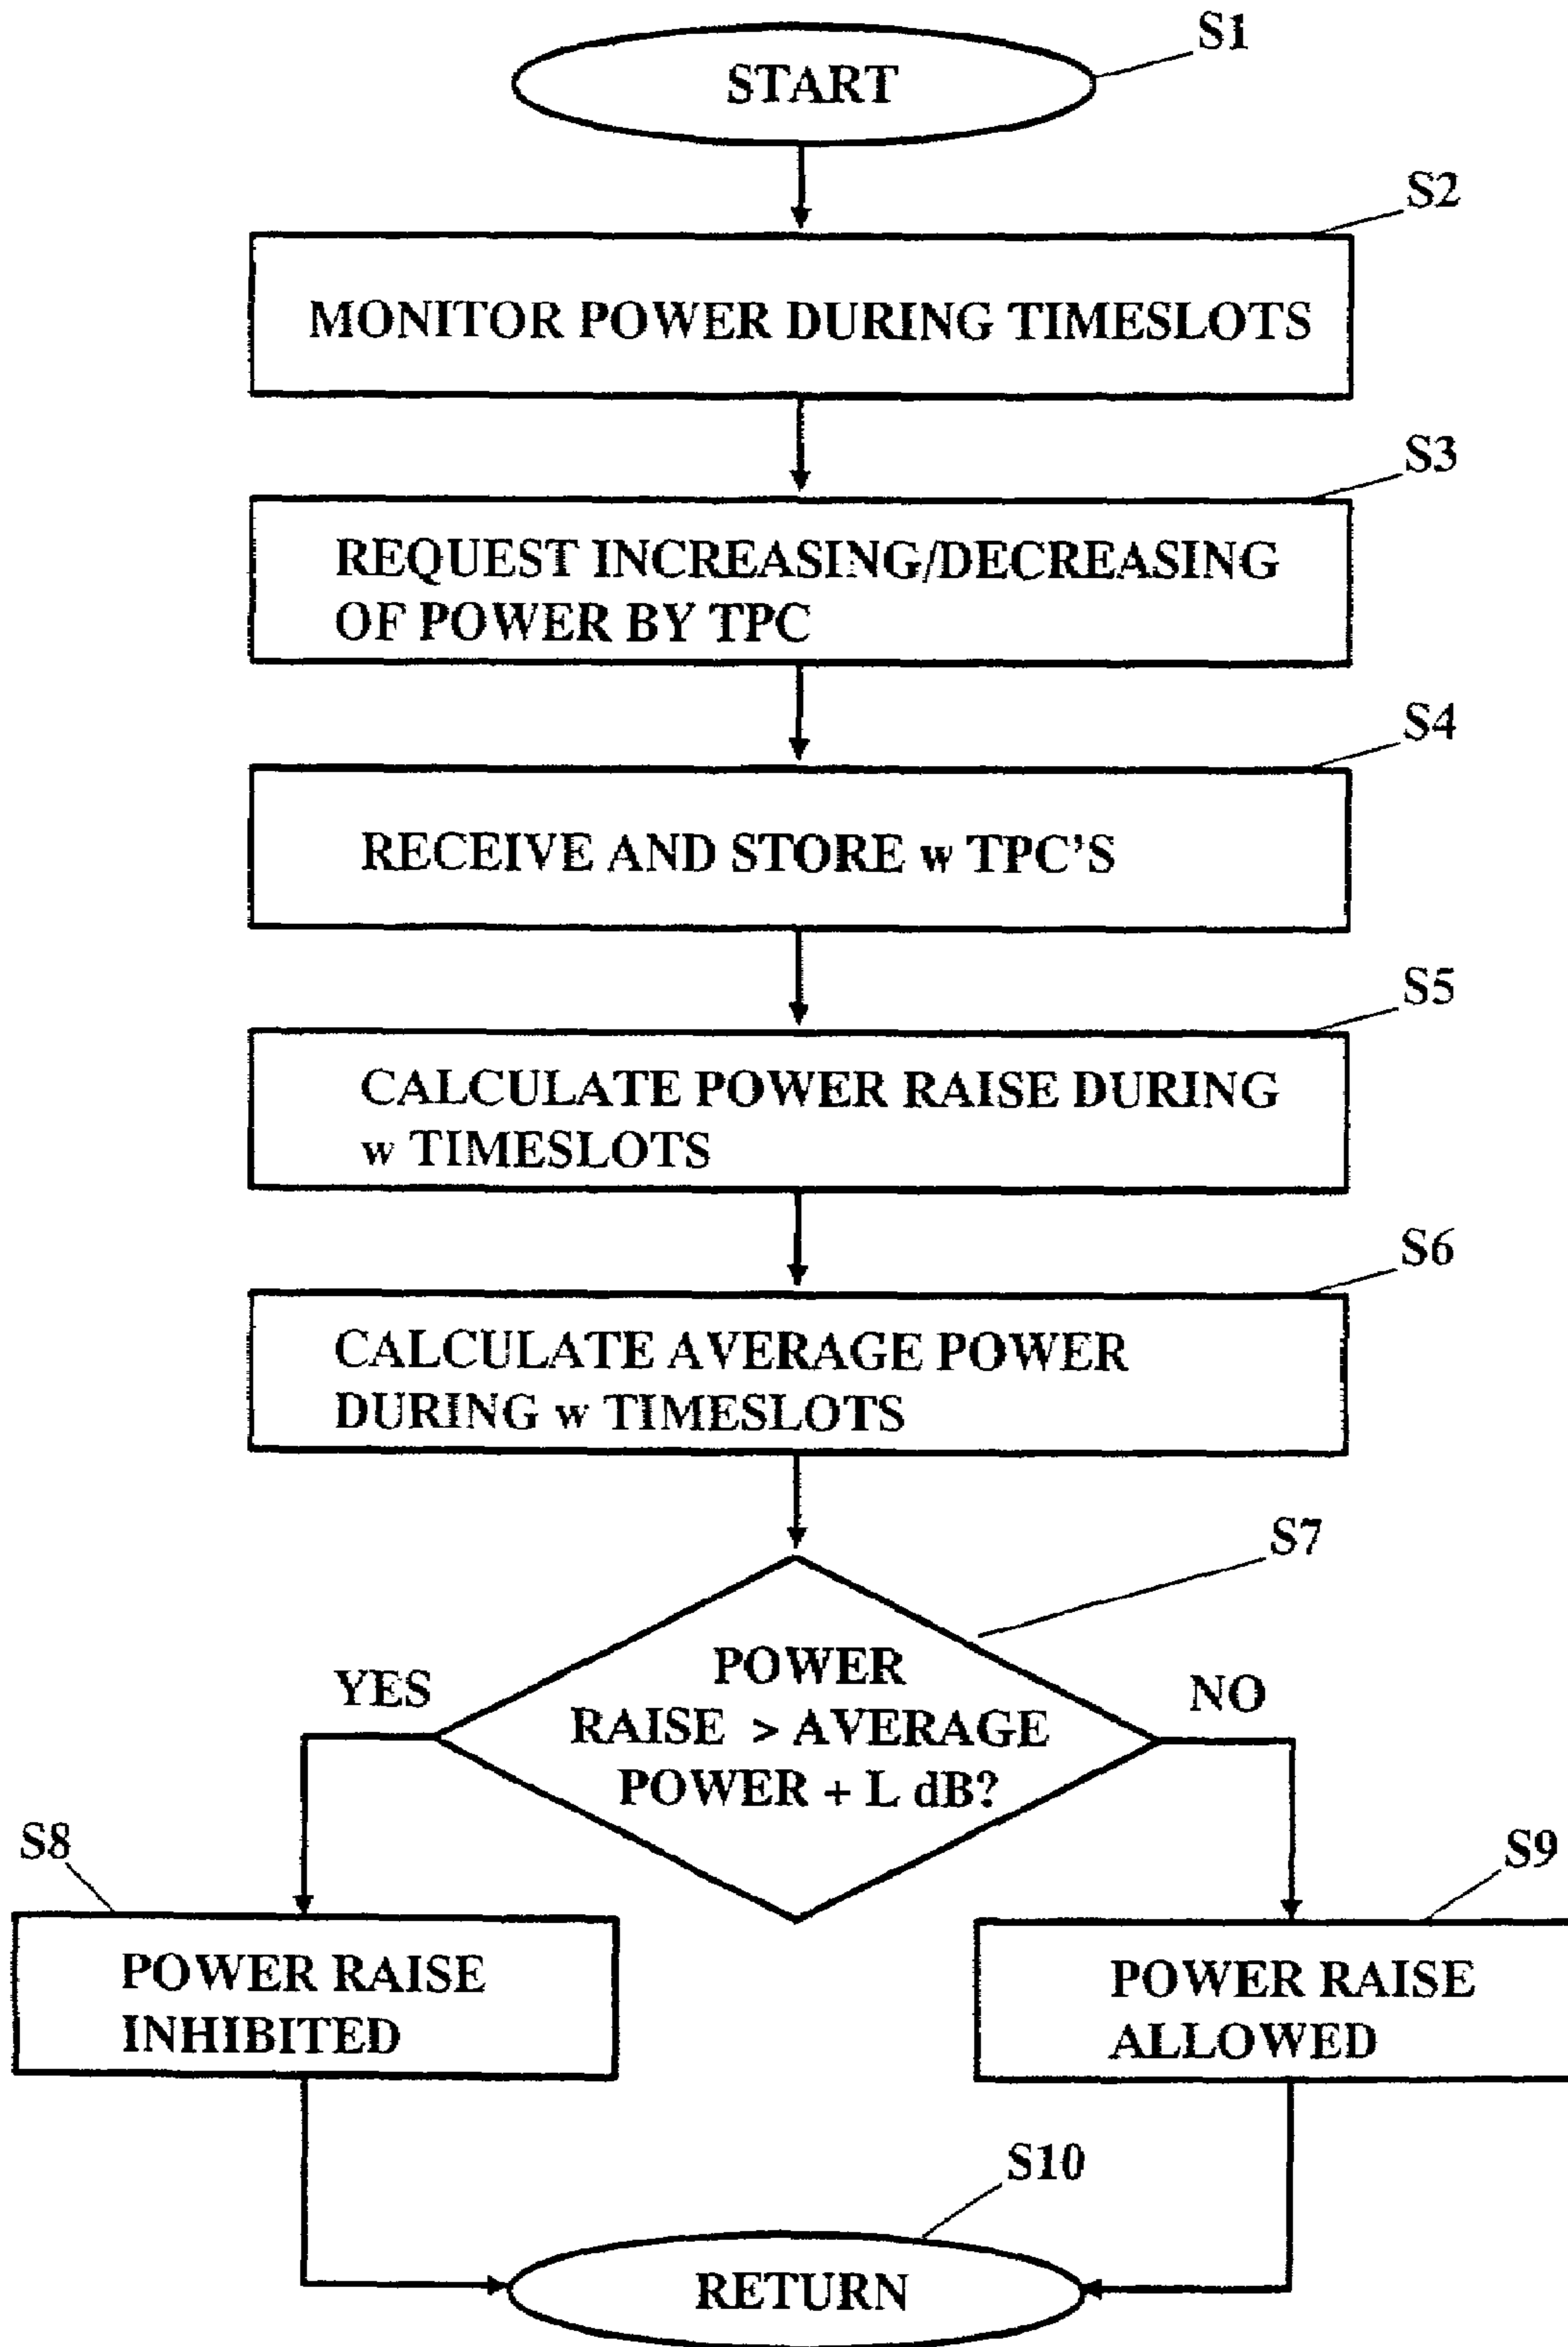 S1
START
S2
MONITOR POWER DURING TIMESLOTS
S3
REQUEST INCREASING/DECREASING
OF POWER BY TPC
S4
RECEIVE AND STORE w TPC'S
S5
CALCULATE POWER RAISE DURING
w TIMESLOTS
S6
CALCULATE AVERAGE POWER
DURING w TIMESLOTS
S7
POWER
RAISE > AVERAGE
POWER + L dB?
YES
NO
S8
POWER RAISE
INHIBITED
S9
POWER RAISE
ALLOWED
S10
RETURN